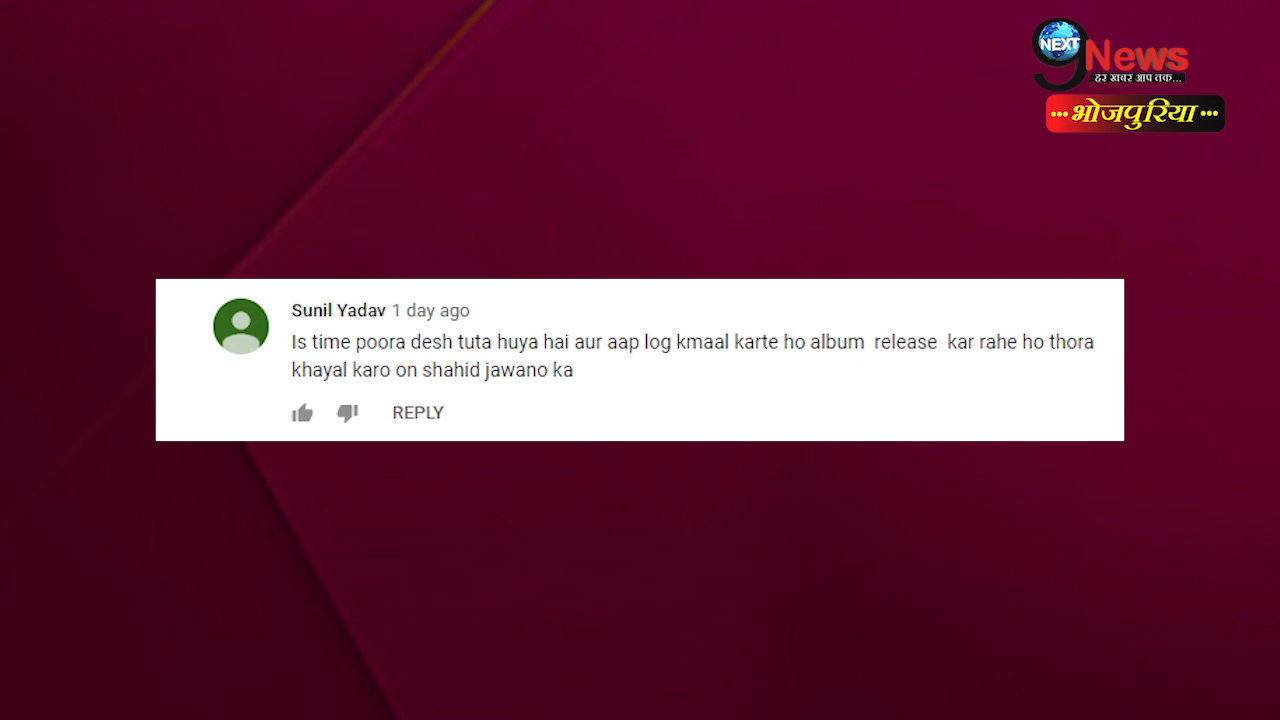 NEXT
9News
हर खबर आप तक...
...भोजपुरिया...
Sunil Yadav 1 day ago
Is time poora desh tuta huya hai aur aap log kmaal karte ho album  release  kar rahe ho thora
khayal karo on shahid jawano ka
REPLY